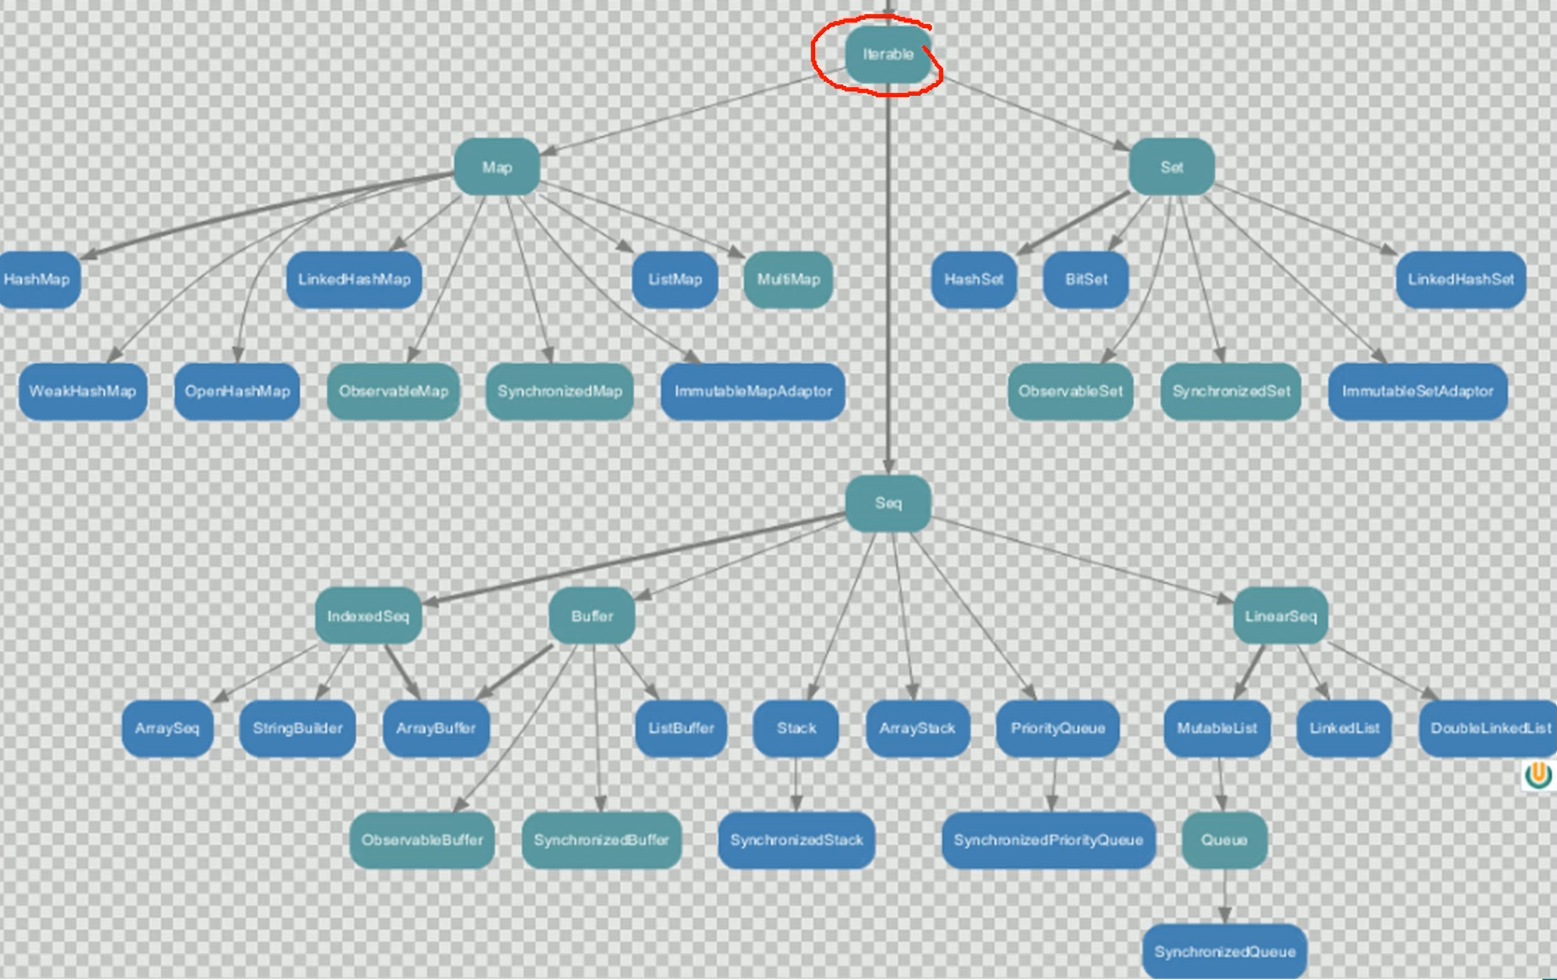 Iterable
Map
Set
HashMap
LinkedHashMap
ListMap
MultiMap
HashSet
BitSet
LinkedHashSet
WeakHashMap
OpenHashMap
ObservableMap
SynchronizedMap
ImmutableMapAdaptor
ObservableSet
SynchronizedSet
ImmutableSetAdaptor
Seq
IndexedSeq
Buffer
LinearSeq
ArraySeq
StringBuilder
ArrayBuffer
ListBuffer
Stack
ArrayStack
PriorityQueue
MutableList
LinkedList
DoubleLinkedList
ObservableBuffer
SynchronizedBuffer
SynchronizedStack
SynchronizedPriorityQueue
Queue
SynchronizedQueue